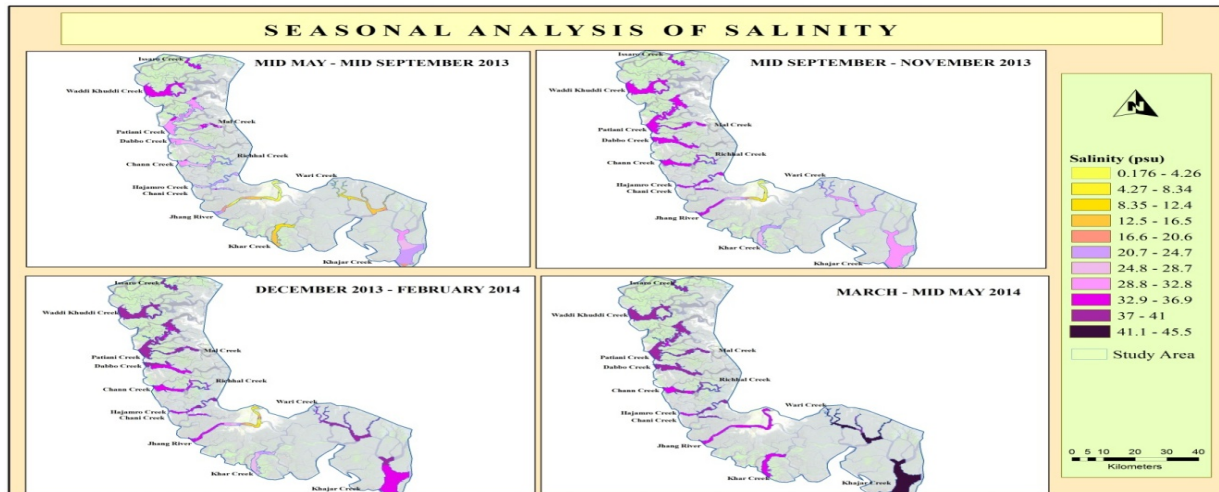 SEASONAL ANALYSIS OF SALINITY
MID MAY - MID SEPTEMBER 2013
Issaro Creek
Waddi Khuddi Creek
Mal Creek
Patiani Creek
Dabbo Creek
Richhal Creek
Chann Creek
Wari Creek
Hajamro Creek
Chani Creek
Jhang River
Khar Creek
Khajar Creek
MID SEPTEMBER - NOVEMBER 2013
Issaro Creek
Waddi Khuddi Creek
Mal Creek
Patiani Creek
Dabbo Creek
Richhal Creek
Chann Creek
Wari Creek
Hajamro Creek
Chani Creek
Jhang River
Khar Creek
Khajar Creek
DECEMBER 2013 - FEBRUARY 2014
Issaro Creek
Waddi Khuddi Creek
Mal Creek
Patiani Creek
Dabbo Creek
Richhal Creek
Chann Creek
Wari Creek
Hajamro Creek
Chani Creek
Jhang River
Khar Creek
Khajar Creek
MARCH - MID MAY 2014
Issaro Creek
Waddi Khuddi Creek
Mal Creek
Patiani Creek
Dabbo Creek
Richhal Creek
Chann Creek
Wari Creek
Hajamro Creek
Chani Creek
Jhang River
Khar Creek
Khajar Creek
N
Salinity (psu)
0.176 - 4.26
4.27 - 8.34
8.35 - 12.4
12.5 - 16.5
16.6 - 20.6
20.7 - 24.7
24.8 - 28.7
28.8 - 32.8
32.9 - 36.9
37 - 41
41.1 - 45.5
Study Area
0 5 10 20 30 40
Kilometers